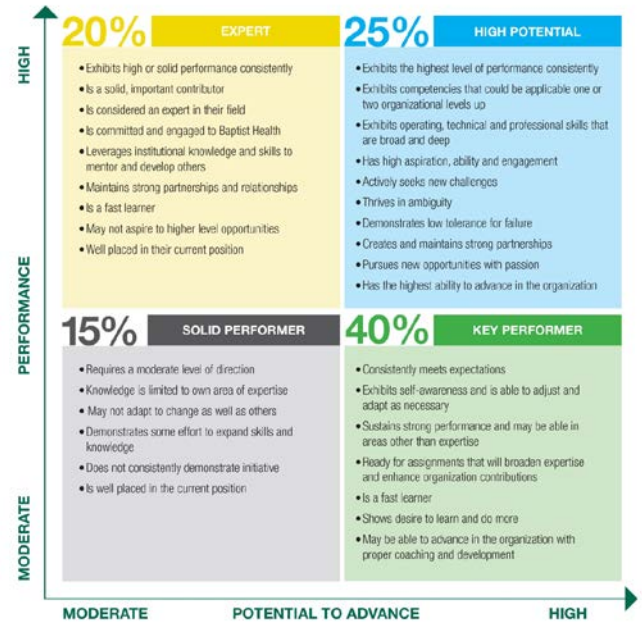 HIGH
PERFORMANCE
MODERATE
20% EXPERT
• Exhibits high or solid performance consistently
• Is a solid, important contributor
• Is considered an expert in their field
• Is committed and engaged to Baptist Health
• Leverages institutional knowledge and skills to
mentor and develop others
• Maintains strong partnerships and relationships
• Is a fast learner
• May not aspire to higher level opportunities
• Well placed in their current position
25% HIGH POTENTIAL
• Exhibits the highest level of performance consistently
• Exhibits competencies that could be applicable one or
two organizational levels up
• Exhibits operating, technical and professional skills that
are broad and deep
• Has high aspiration, ability and engagement
• Actively seeks new challenges
• Thrives in ambiguity
• Demonstrates low tolerance for failure
• Creates and maintains strong partnerships
• Pursues new opportunities with passion
• Has the highest ability to advance in the organization
15% SOLID PERFORMER
• Requires a moderate level of direction
• Knowledge is limited to own area of expertise
• May not adapt to change as well as others
• Demonstrates some effort to expand skills and
knowledge
• Does not consistently demonstrate initiative
• Is well placed in the current position
40% KEY PERFORMER
• Consistently meets expectations
• Exhibits self-awareness and is able to adjust and
adapt as necessary
• Sustains strong performance and may be able in
areas other than expertise
• Ready for assignments that will broaden expertise
and enhance organization contributions
• Is a fast learner
• Shows desire to learn and do more
• May be able to advance in the organization with
proper coaching and development
MODERATE POTENTIAL TO ADVANCE HIGH